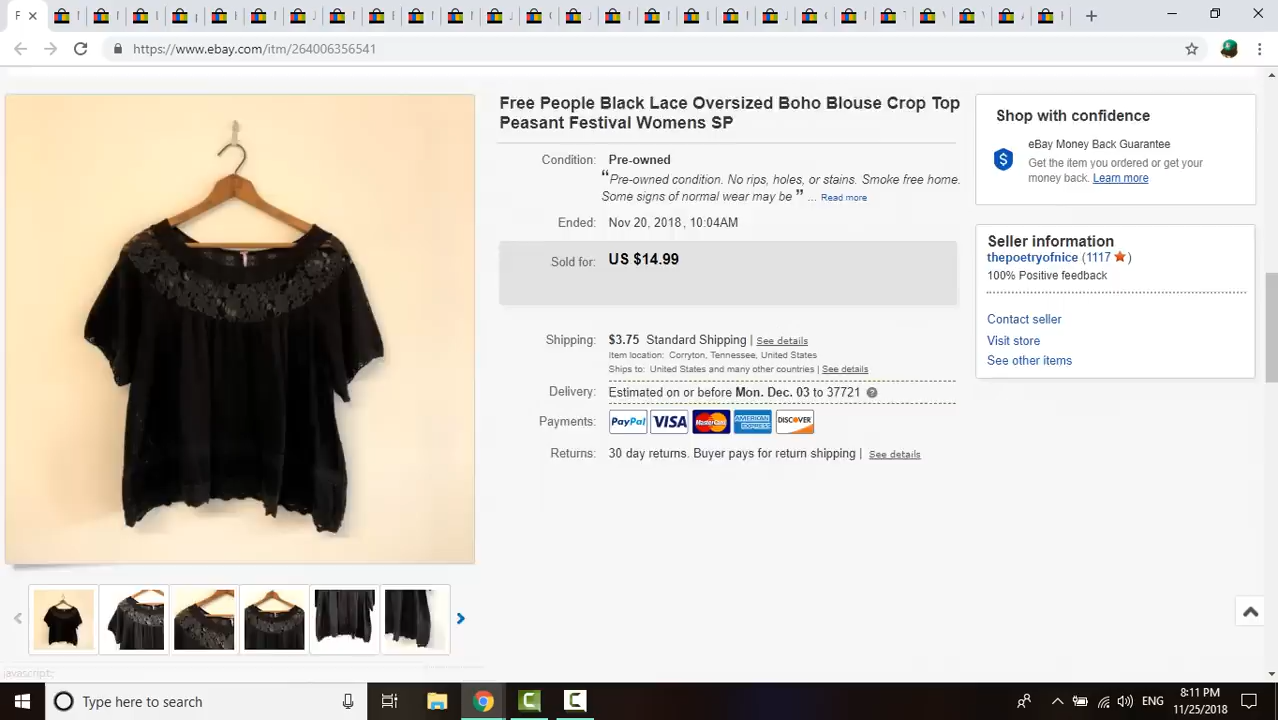 https://www.ebay.com/itm/264006356541
Free People Black Lace Oversized Boho Blouse Crop Top
Peasant Festival Womens SP
Condition: Pre-owned
“Pre-owned condition. No rips, holes, or stains. Smoke free home.
Some signs of normal wear may be ” ... Read more
Ended: Nov 20, 2018 , 10:04AM
Sold for: US $14.99
Shipping: $3.75 Standard Shipping | See details
Item location: Corryton, Tennessee, United States
Ships to: United States and many other countries | See details
Delivery: Estimated on or before Mon. Dec. 03 to 37721
Payments: PayPal VISA MasterCard AMERICAN EXPRESS DISCOVER
Returns: 30 day returns. Buyer pays for return shipping | See details
Shop with confidence
eBay Money Back Guarantee
Get the item you ordered or get your
money back. Learn more
Seller information
thepoetryofnice (1117 )
100% Positive feedback
Contact seller
Visit store
See other items
javascript:;
Type here to search
ENG
8:11 PM
11/25/2018